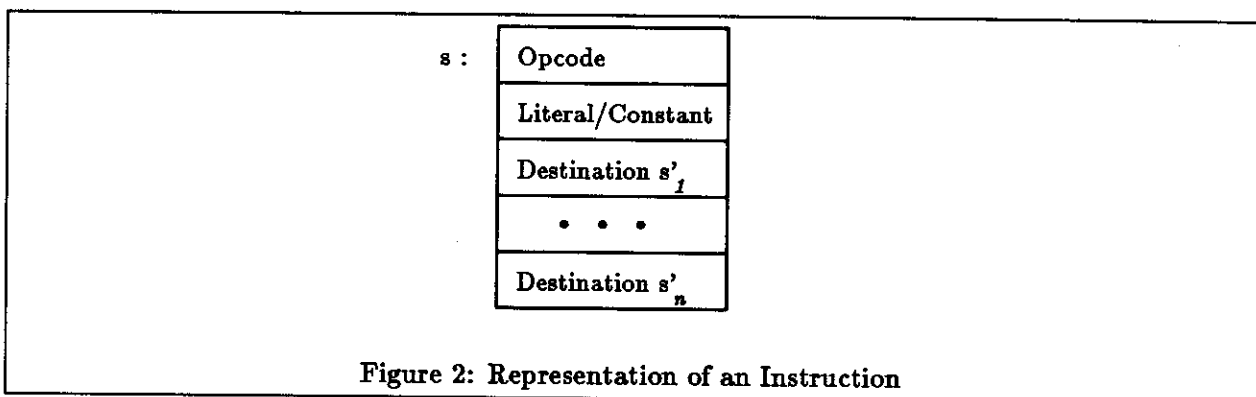 s :
Opcode
Literal/Constant
Destination s'1
• • •
Destination s'n
Figure 2: Representation of an Instruction